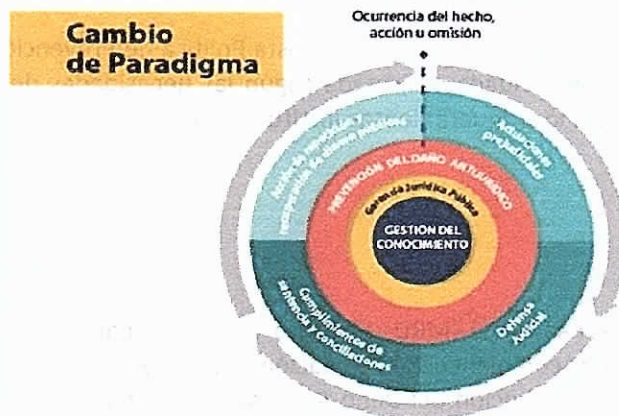 Cambio
de Paradigma
Ocurrencia del hecho,
acción u omisión
Acción de repetición y
recuperación de dineros públicos
Actuaciones
prejudiciales
PREVENCIÓN DEL DAÑO ANTIJURÍDICO
Gerencia Jurídica Pública
GESTIÓN DEL
CONOCIMIENTO
Cumplimientos de
sentencia y conciliaciones
Defensa
Judicial